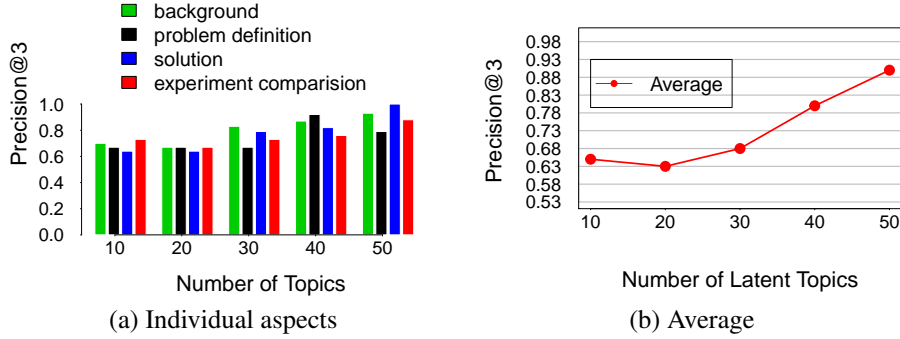 background
problem definition
solution
experiment comparision
Precision@3
1.0
0.8
0.6
0.4
0.2
0.0
10 20 30 40 50
Number of Topics
(a) Individual aspects
Precision@3
0.98
0.93
0.88
0.83
0.78
0.73
0.68
0.63
0.58
0.53
Average
10 20 30 40 50
Number of Latent Topics
(b) Average